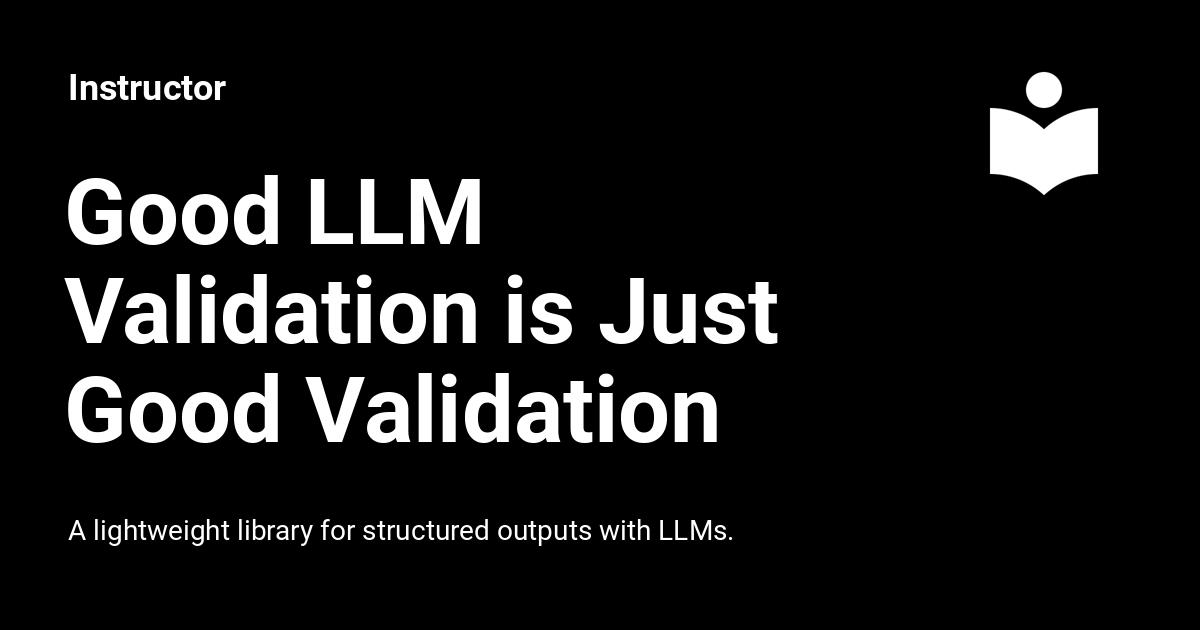 Instructor
Good LLM
Validation is Just
Good Validation
A lightweight library for structured outputs with LLMs.